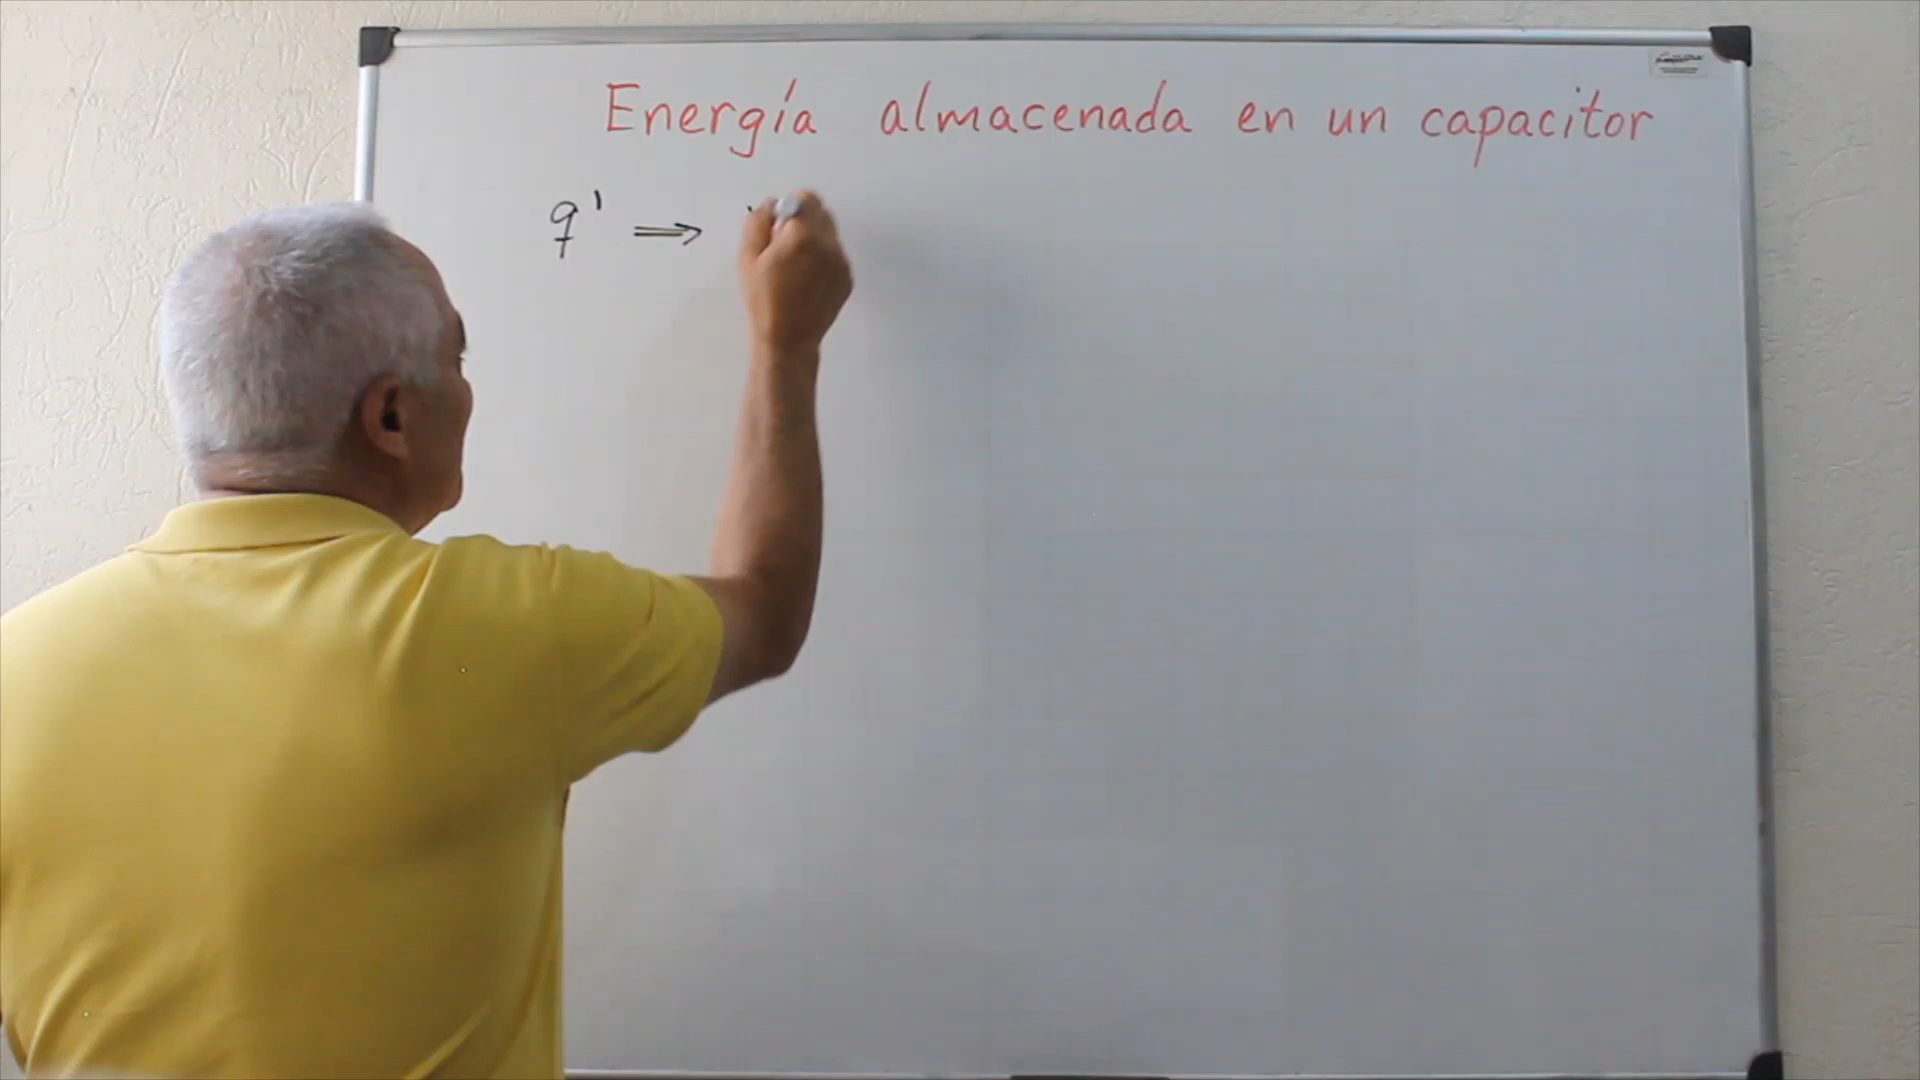 Energía almacenada en un capacitor
q' ⇒